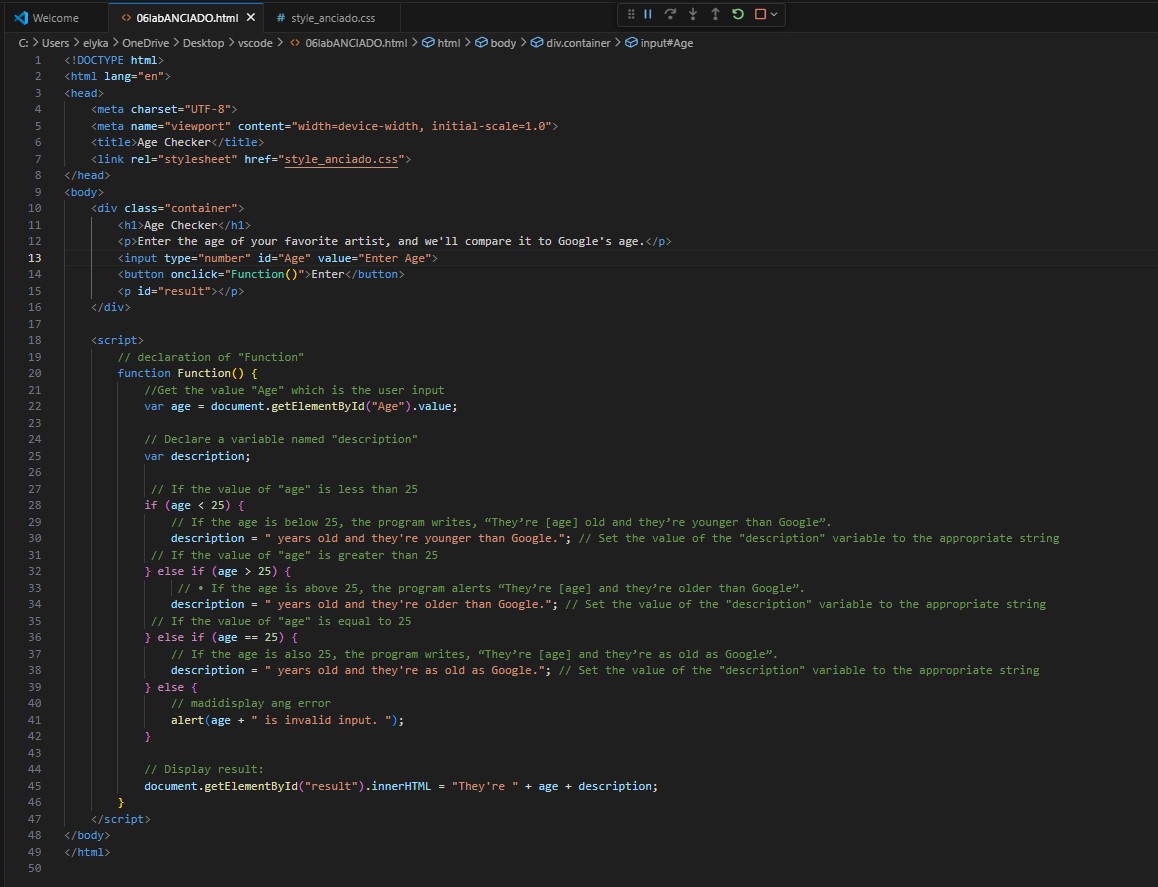 Welcome
06labANCIADO.html
# style_anciado.css
C: > Users > elyka > OneDrive > Desktop > vscode > 06labANCIADO.html > html > body > div.container > input#Age
1 <!DOCTYPE html>
2 <html lang="en">
3 <head>
4 <meta charset="UTF-8">
5 <meta name="viewport" content="width=device-width, initial-scale=1.0">
6 <title>Age Checker</title>
7 <link rel="stylesheet" href="style_anciado.css">
8 </head>
9 <body>
10 <div class="container">
11 <h1>Age Checker</h1>
12 <p>Enter the age of your favorite artist, and we'll compare it to Google's age.</p>
13 <input type="number" id="Age" value="Enter Age">
14 <button onclick="Function()">Enter</button>
15 <p id="result"></p>
16 </div>
17
18 <script>
19 // declaration of "Function"
20 function Function() {
21 //Get the value "Age" which is the user input
22 var age = document.getElementById("Age").value;
23
24 // Declare a variable named "description"
25 var description;
26
27 // If the value of "age" is less than 25
28 if (age < 25) {
29 // If the age is below 25, the program writes, “They’re [age] old and they’re younger than Google”.
30 description = " years old and they're younger than Google."; // Set the value of the "description" variable to the appropriate string
31 // If the value of "age" is greater than 25
32 } else if (age > 25) {
33 // • If the age is above 25, the program alerts “They’re [age] and they’re older than Google”.
34 description = " years old and they're older than Google."; // Set the value of the "description" variable to the appropriate string
35 // If the value of "age" is equal to 25
36 } else if (age == 25) {
37 // If the age is also 25, the program writes, “They’re [age] and they’re as old as Google”.
38 description = " years old and they're as old as Google."; // Set the value of the "description" variable to the appropriate string
39 } else {
40 // madidisplay ang error
41 alert(age + " is invalid input. ");
42 }
43
44 // Display result:
45 document.getElementById("result").innerHTML = "They're " + age + description;
46 }
47 </script>
48 </body>
49 </html>
50